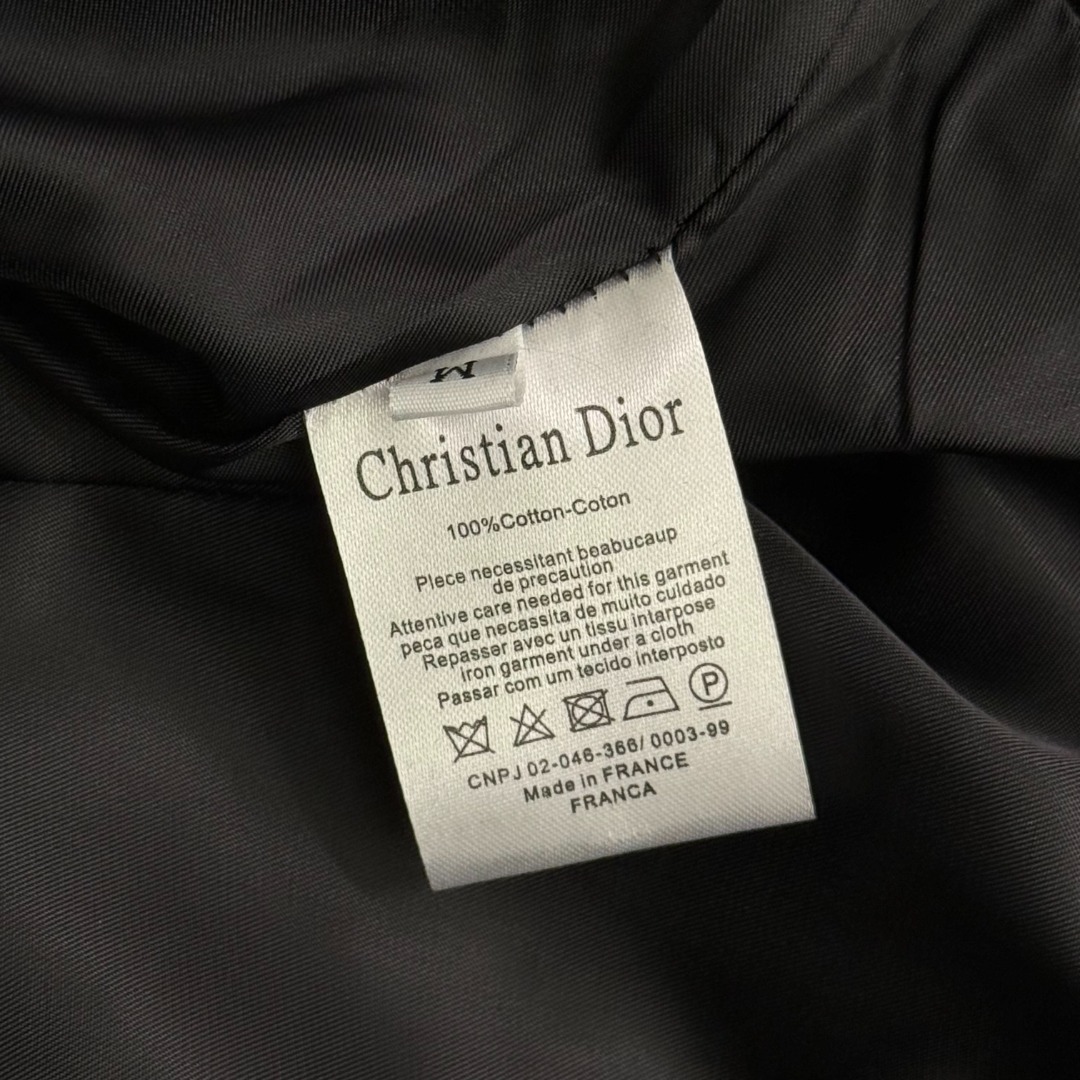 M
Christian Dior
100%Cotton-Coton
Piece necessitant beabucaup
de precaution
Attentive care needed for this garment
peca que necassita de muito cuidado
Repasser avec un tissu intarpose
iron garment under a cloth
Passar com um tecido interposto
P
CNPJ 02-046-366/ 0003-99
Made in FRANCE
FRANCA